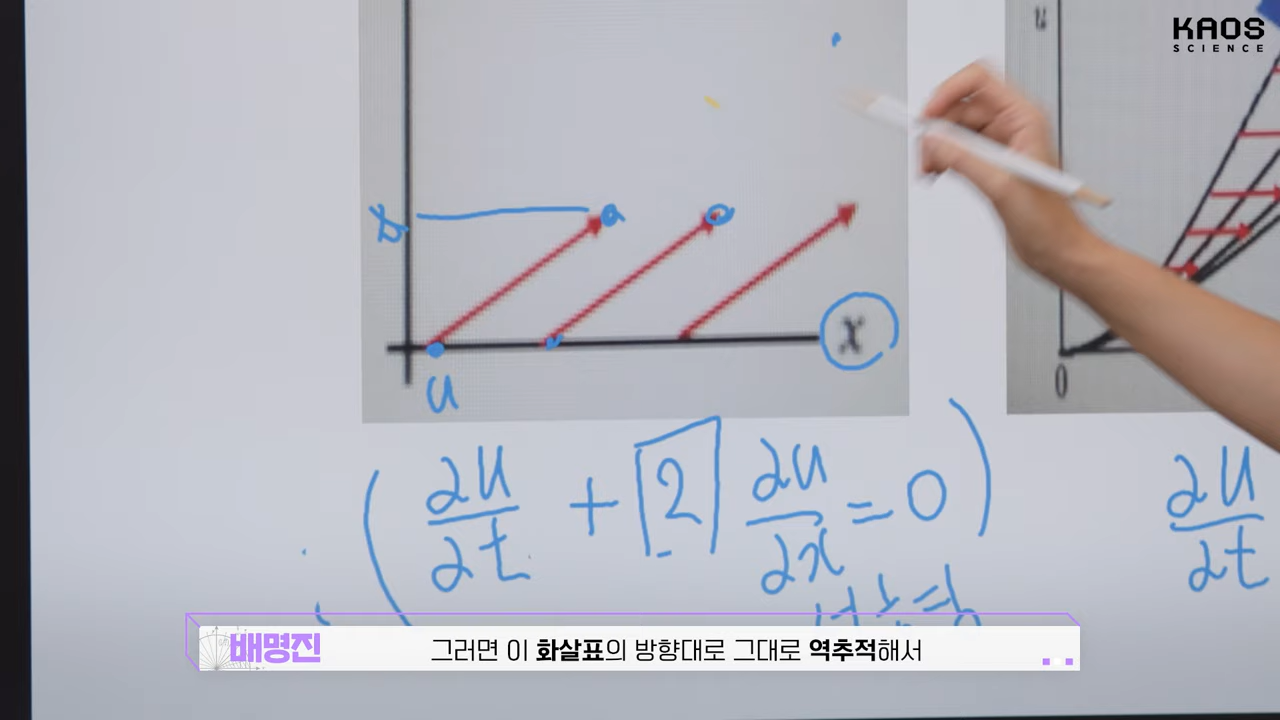 KAOS
SCIENCE
u
x
u
0
( ∂u/∂t + 2 ∂u/∂x = 0 )
∂u/∂t
배명진
그러면 이 화살표의 방향대로 그대로 역추적해서